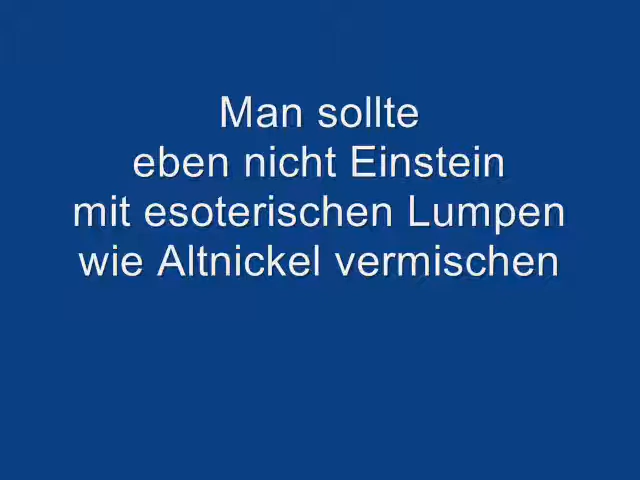 Man sollte
eben nicht Einstein
mit esoterischen Lumpen
wie Altnickel vermischen